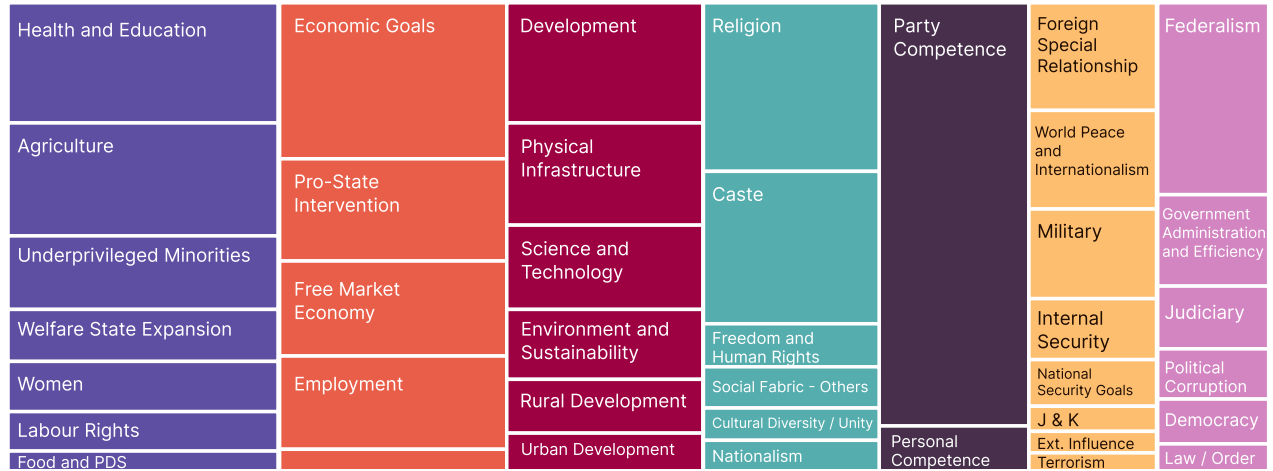 Health and Education
Agriculture
Underprivileged Minorities
Welfare State Expansion
Women
Labour Rights
Food and PDS
Economic Goals
Pro-State
Intervention
Free Market
Economy
Employment
Development
Physical
Infrastructure
Science and
Technology
Environment and
Sustainability
Rural Development
Urban Development
Religion
Caste
Freedom and
Human Rights
Social Fabric - Others
Cultural Diversity / Unity
Nationalism
Party
Competence
Personal
Competence
Foreign
Special
Relationship
World Peace
and
Internationalism
Military
Internal
Security
National
Security Goals
J & K
Ext. Influence
Terrorism
Federalism
Government
Administration
and Efficiency
Judiciary
Political
Corruption
Democracy
Law / Order